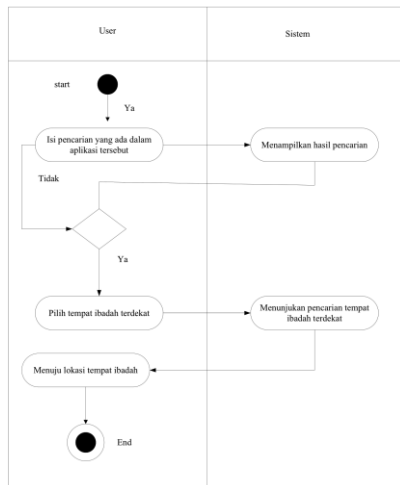 User
Sistem
start
Ya
Isi pencarian yang ada dalam
aplikasi tersebut
Menampilkan hasil pencarian
Tidak
Ya
Pilih tempat ibadah terdekat
Menunjukan pencarian tempat
ibadah terdekat
Menuju lokasi tempat ibadah
End